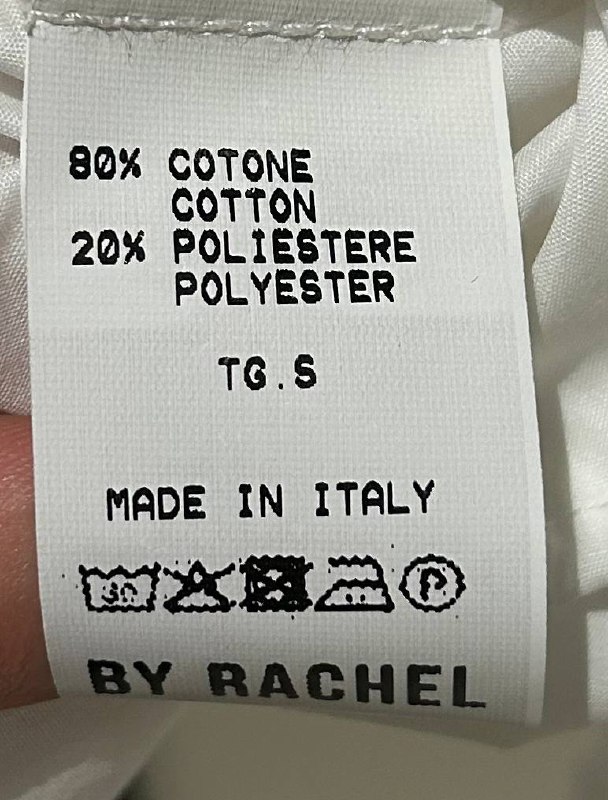 80% COTONE
COTTON
20% POLIESTERE
POLYESTER
TG.S
MADE IN ITALY
30 P
BY RACHEL